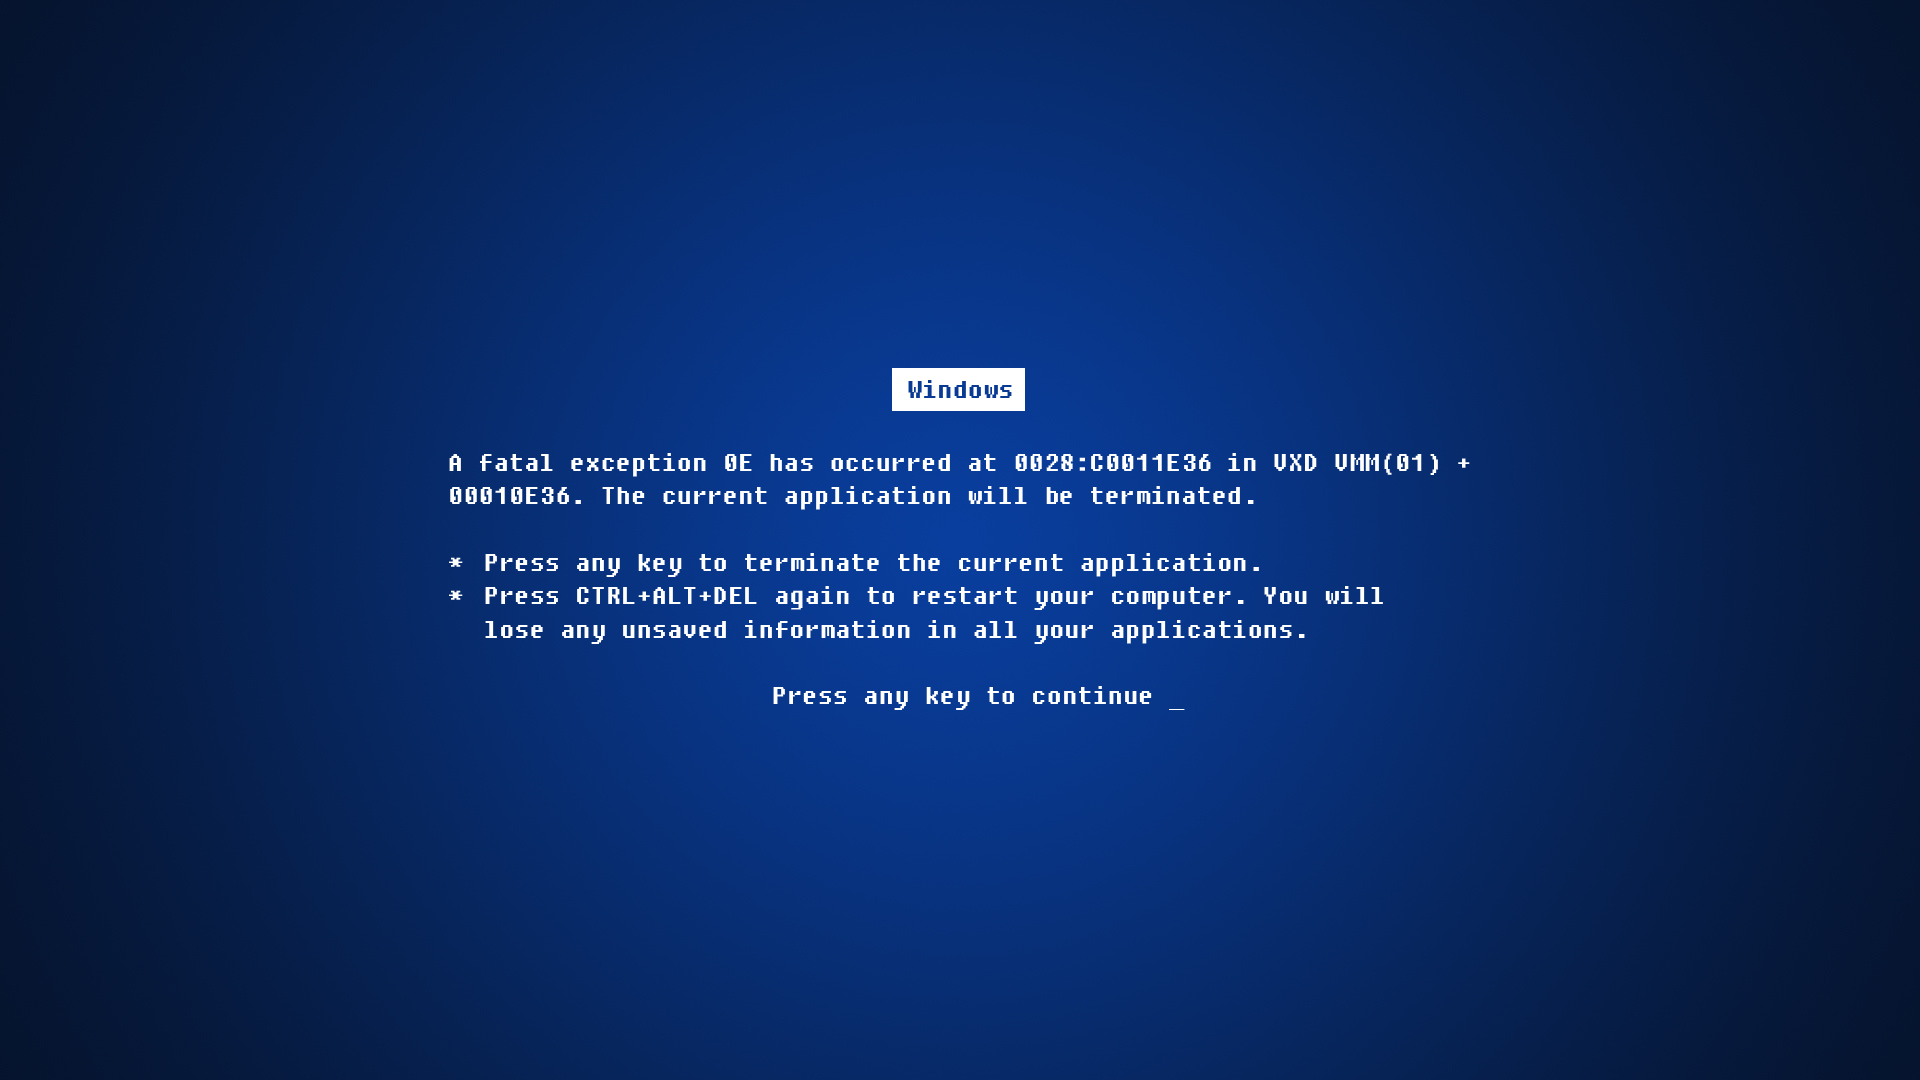 Windows
A fatal exception 0E has occurred at 0028:C0011E36 in VXD VMM(01) +
00010E36. The current application will be terminated.
* Press any key to terminate the current application.
* Press CTRL+ALT+DEL again to restart your computer. You will
lose any unsaved information in all your applications.
Press any key to continue _